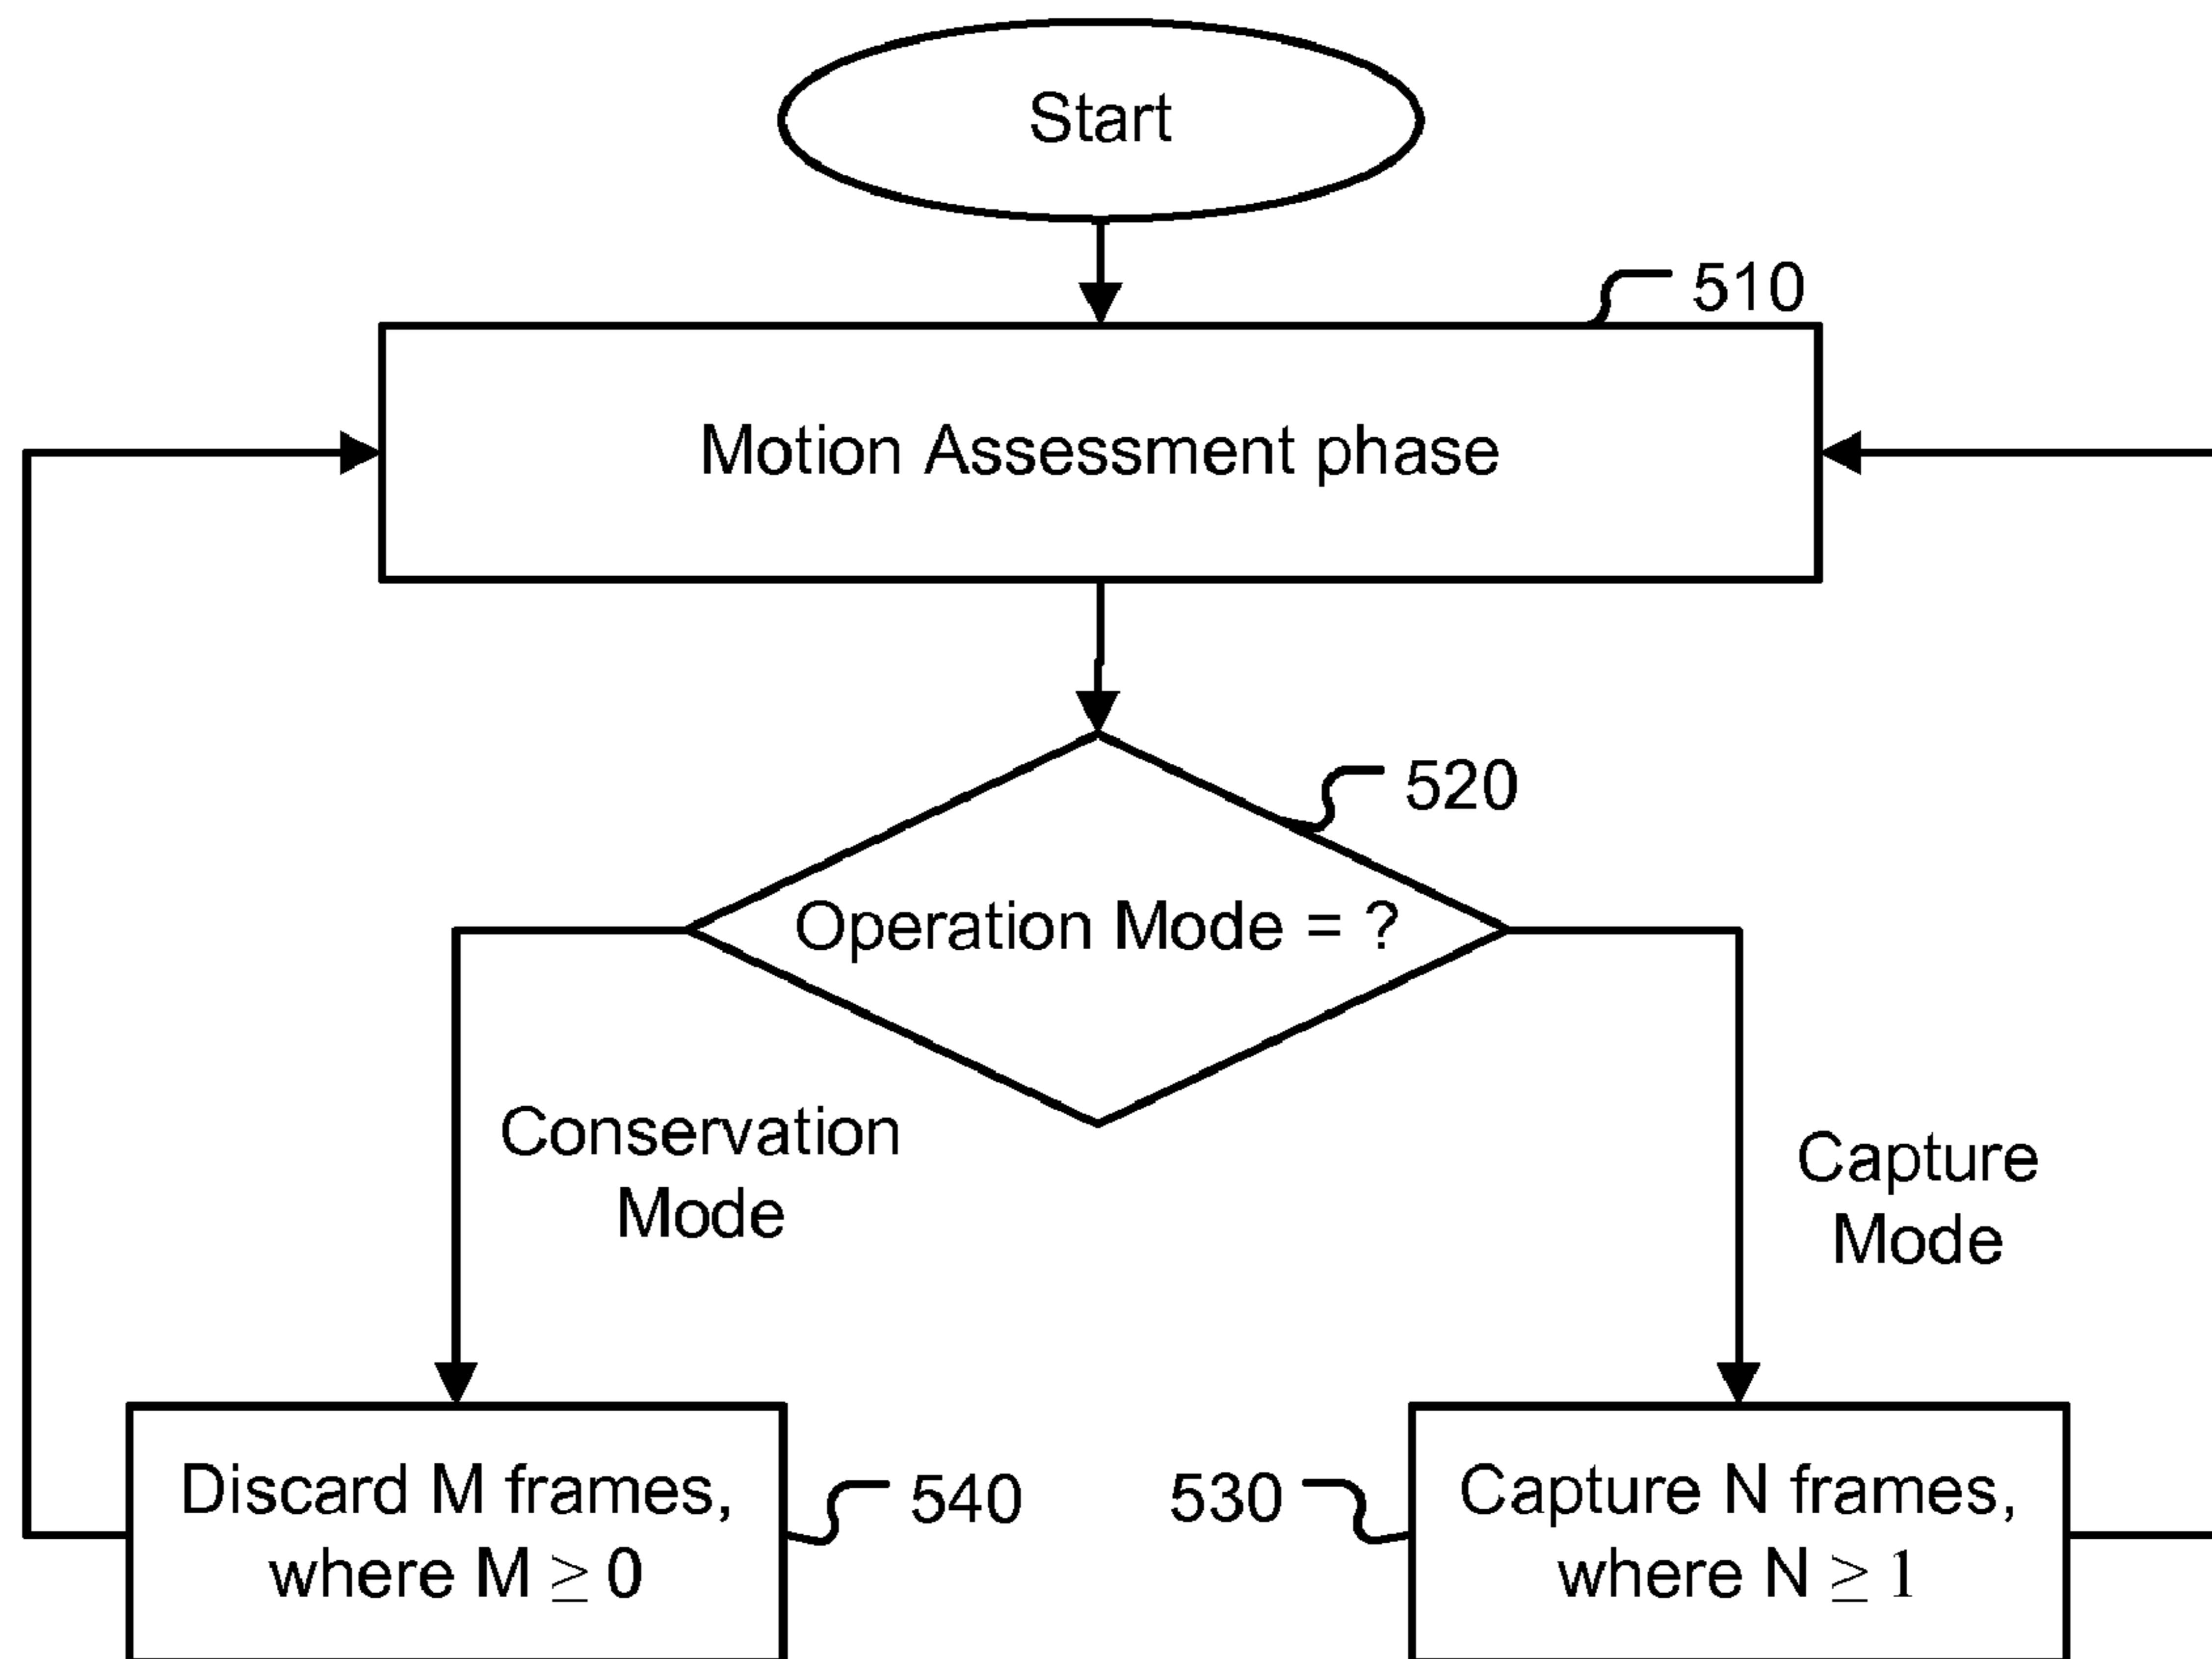 Start
510
Motion Assessment phase
520
Operation Mode = ?
Conservation
Mode
Capture
Mode
Discard M frames,
where M ≥ 0
540
530
Capture N frames,
where N ≥ 1